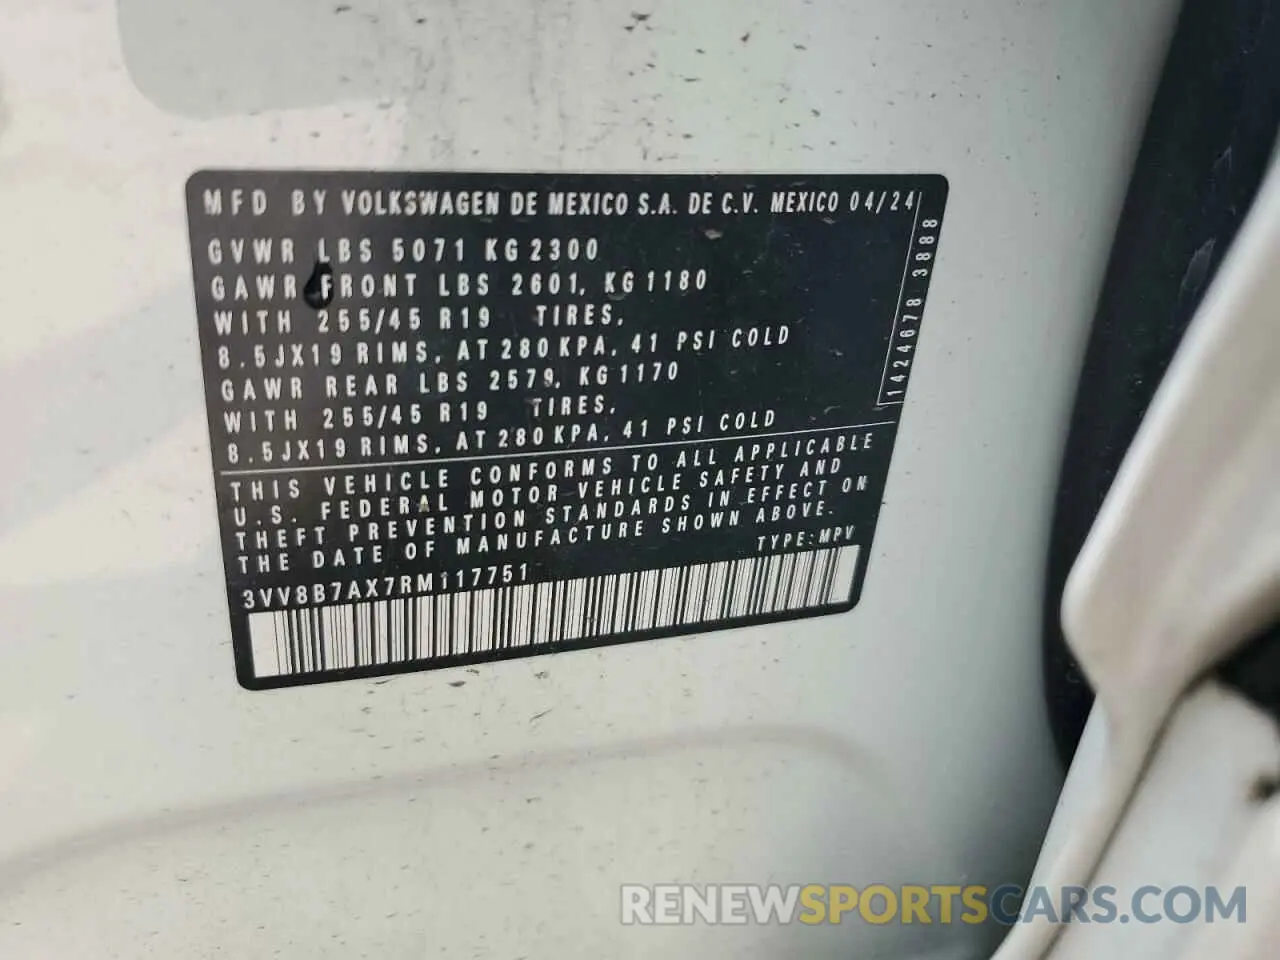 MFD BY VOLKSWAGEN DE MEXICO S.A. DE C.V. MEXICO 04/24
GVWR LBS 5071 KG 2300
GAWR FRONT LBS 2601, KG 1180
WITH 255/45 R19 TIRES,
8.5JX19 RIMS, AT 280 KPA, 41 PSI COLD
GAWR REAR LBS 2579, KG 1170
WITH 255/45 R19 TIRES,
8.5JX19 RIMS, AT 280 KPA, 41 PSI COLD
1424678 3888
THIS VEHICLE CONFORMS TO ALL APPLICABLE
U.S. FEDERAL MOTOR VEHICLE SAFETY AND
THEFT PREVENTION STANDARDS IN EFFECT ON
THE DATE OF MANUFACTURE SHOWN ABOVE.
TYPE: MPV
3VV8B7AX7RM117751
RENEWSPORTSCARS.COM